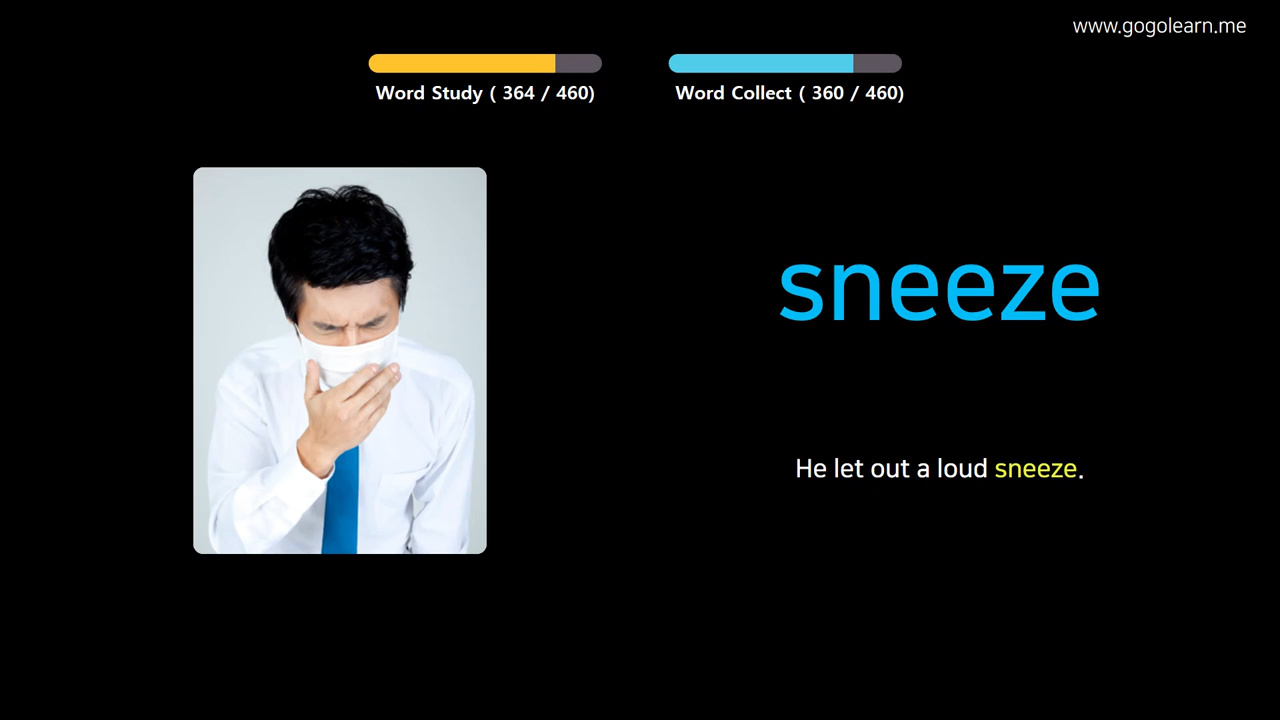 www.gogolearn.me
Word Study ( 364 / 460)
Word Collect ( 360 / 460)
sneeze
He let out a loud sneeze.